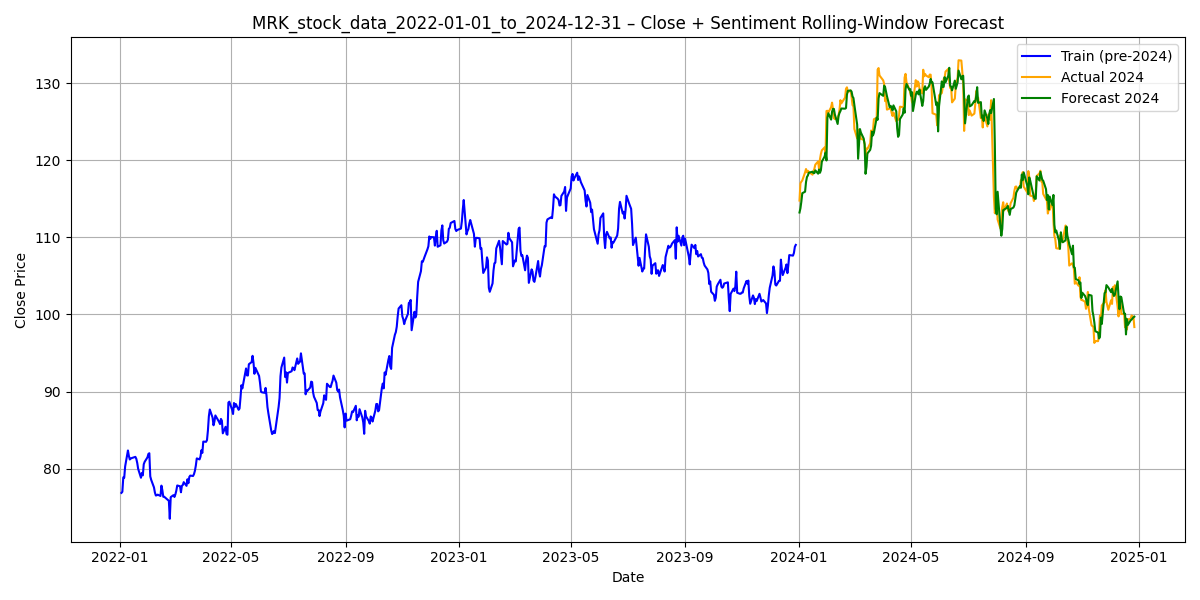 MRK_stock_data_2022-01-01_to_2024-12-31 – Close + Sentiment Rolling-Window Forecast
Train (pre-2024)
Actual 2024
Forecast 2024
Close Price
130
120
110
100
90
80
2022-01
2022-05
2022-09
2023-01
2023-05
2023-09
2024-01
2024-05
2024-09
2025-01
Date